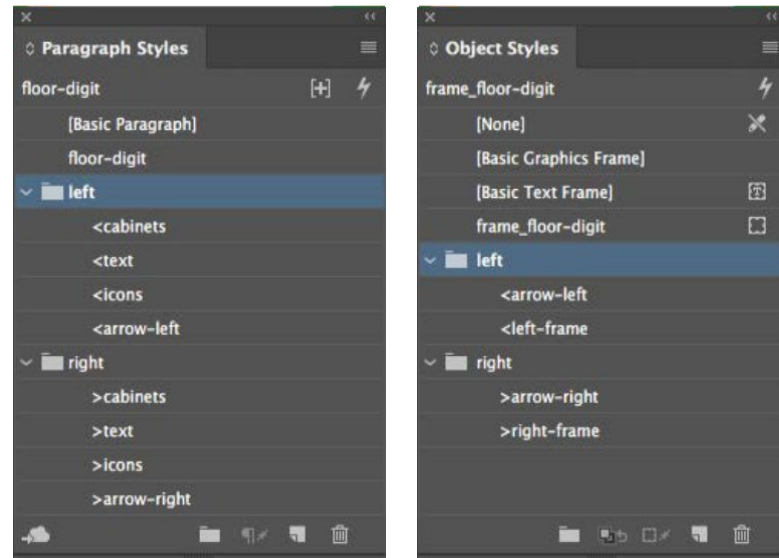 Paragraph Styles
floor-digit
[+]
[Basic Paragraph]
floor-digit
left
<cabinets
<text
<icons
<arrow-left
right
>cabinets
>text
>icons
>arrow-right
Object Styles
frame_floor-digit
[None]
[Basic Graphics Frame]
[Basic Text Frame]
frame_floor-digit
left
<arrow-left
<left-frame
right
>arrow-right
>right-frame